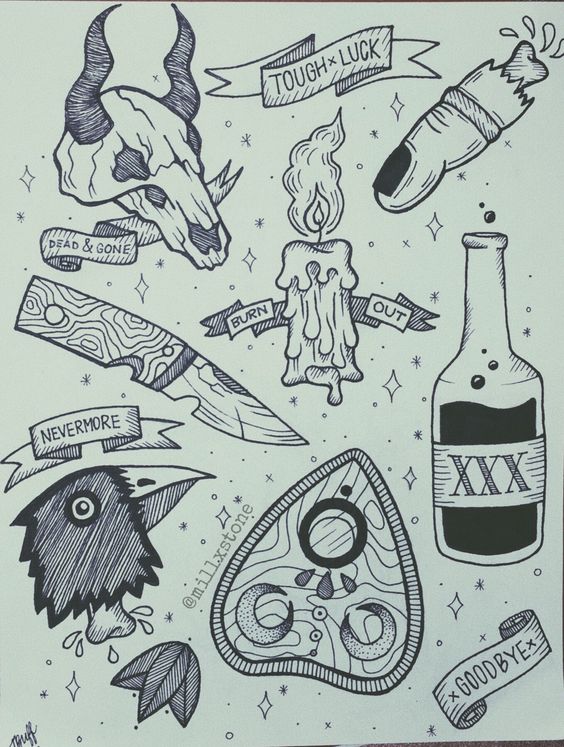 TOUGH × LUCK
DEAD & GONE
BURN
OUT
NEVERMORE
XXX
@millxstone
× GOODBYE ×